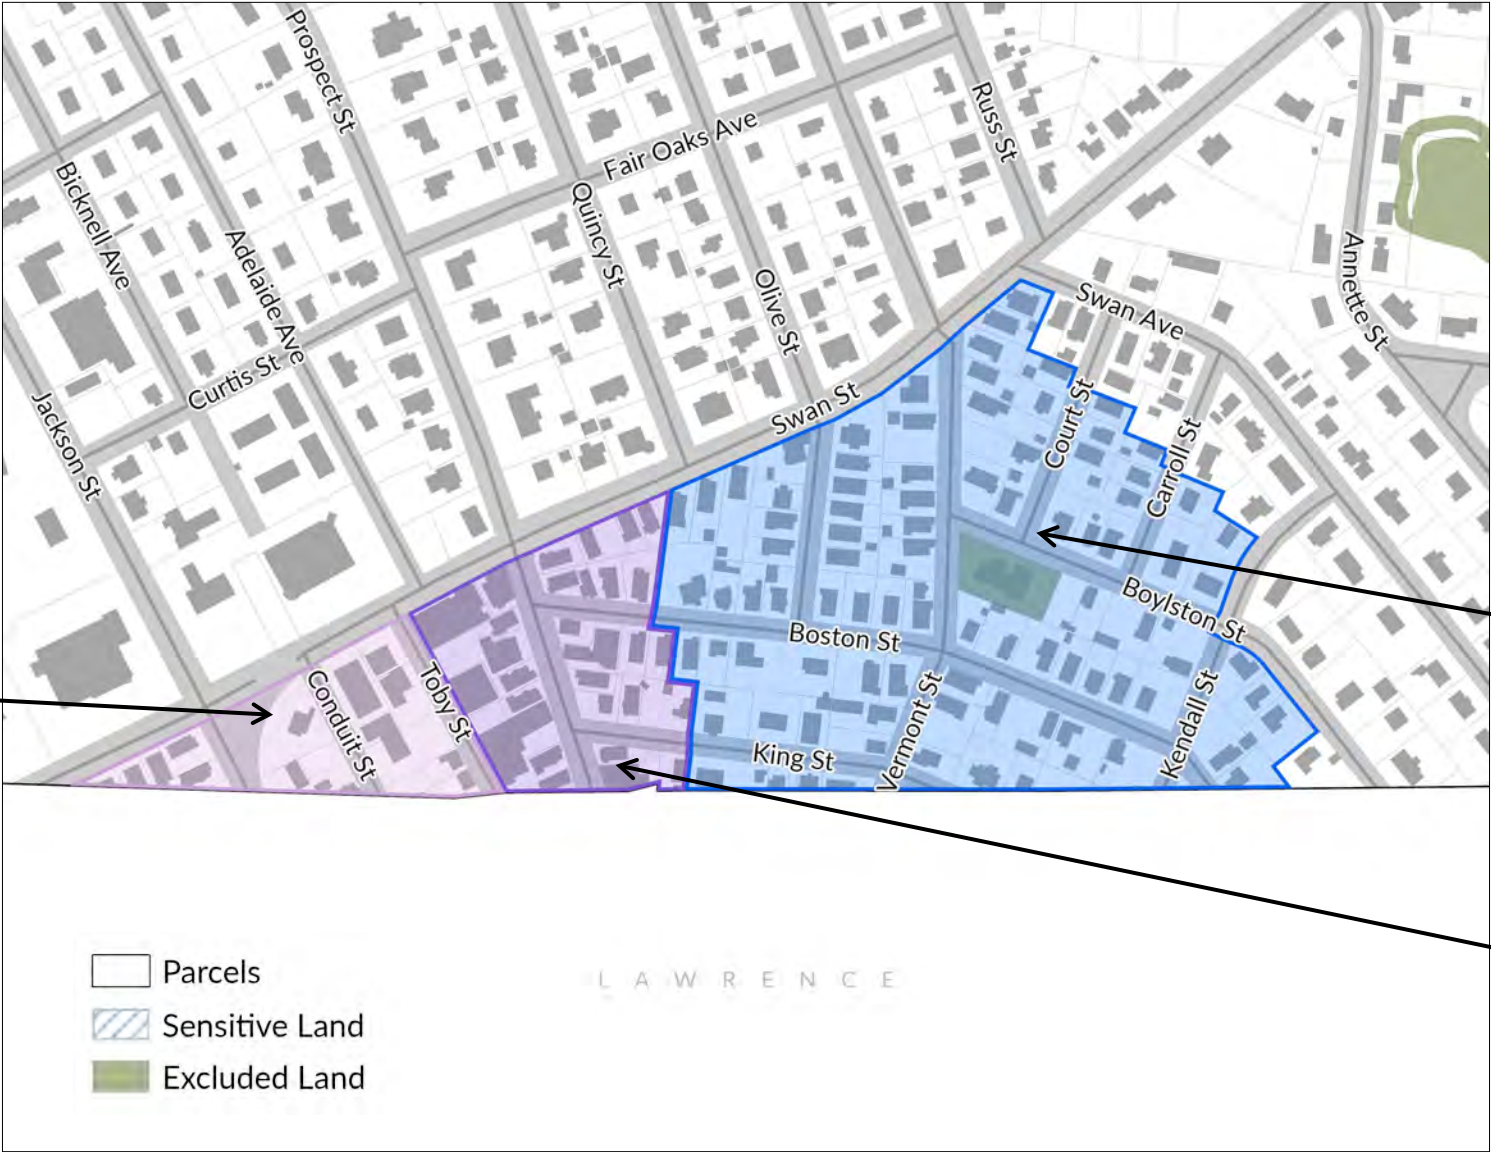 Prospect St
Russ St
Fair Oaks Ave
Bicknell Ave
Quincy St
Adelaide Ave
Annette St
Olive St
Swan Ave
Curtis St
Swan St
Jackson St
Court St
Carroll St
Boylston St
Boston St
Conduit St
Toby St
Vermont St
Kendall St
King St
Parcels
LAWRENCE
Sensitive Land
Excluded Land